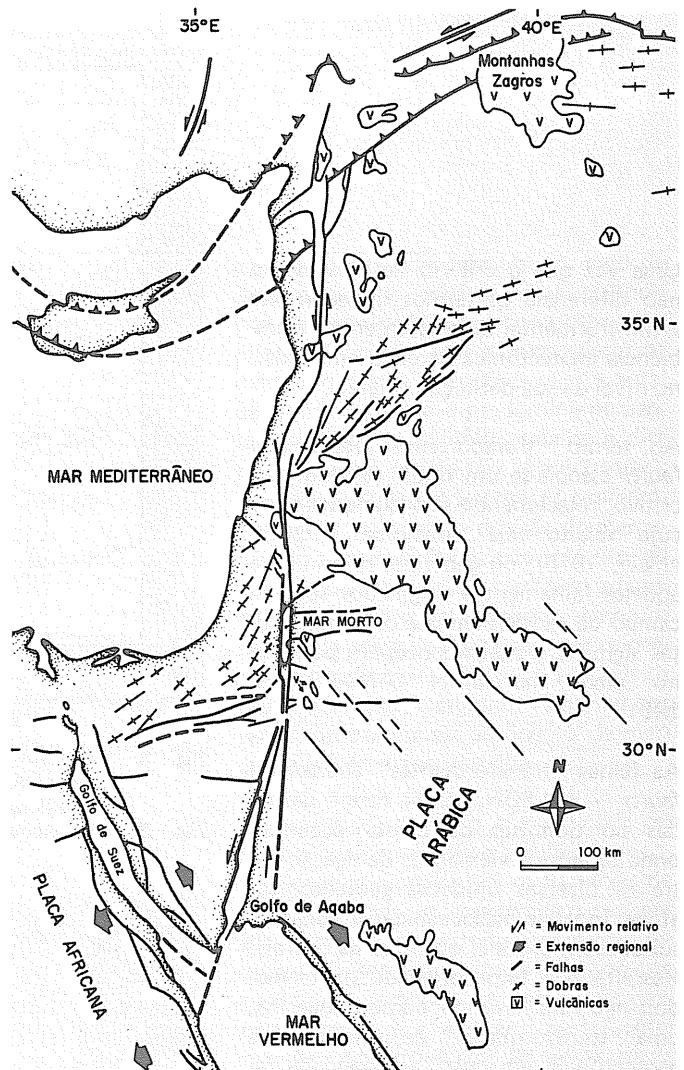 35°E
40°E
Montanhas
Zagros
35°N
MAR MEDITERRÂNEO
MAR MORTO
30°N
N
Golfo de Suez
PLACA
ARÁBICA
0 100 km
PLACA AFRICANA
Golfo de Aqaba
MAR
VERMELHO
= Movimento relativo
= Extensão regional
= Falhas
= Dobras
V = Vulcânicas